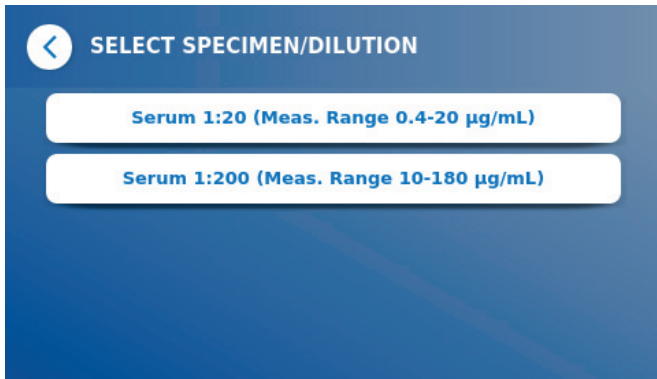 SELECT SPECIMEN/DILUTION
Serum 1:20 (Meas. Range 0.4-20 µg/mL)
Serum 1:200 (Meas. Range 10-180 µg/mL)